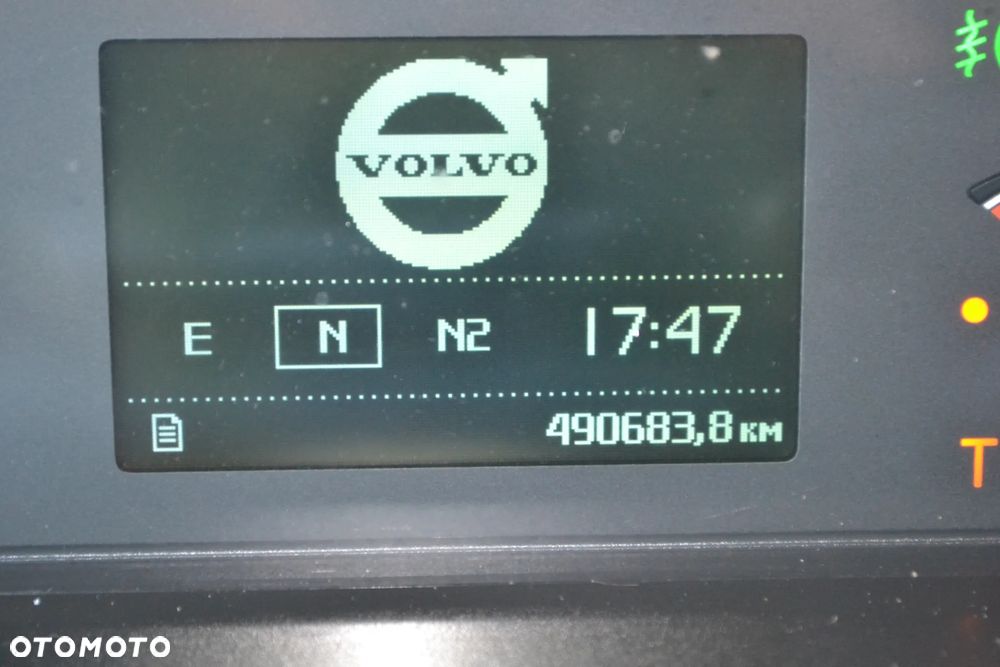 VOLVO
E N N2 17:47
490683,8 км
T
OTOMOTO